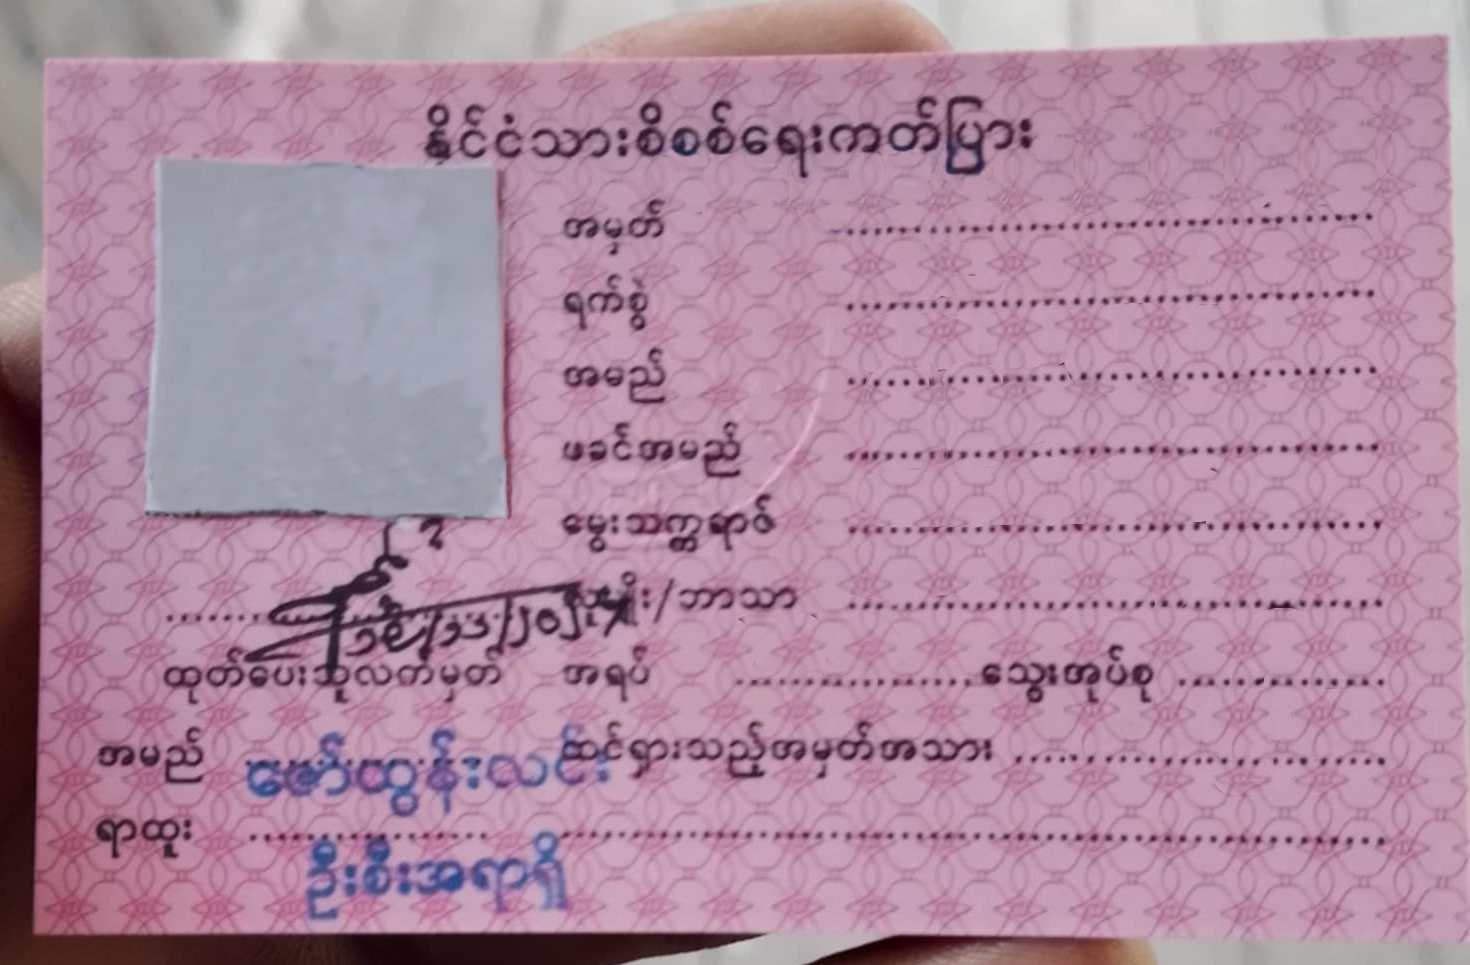 နိုင်ငံသားစိစစ်ရေးကတ်ပြား
အမှတ်
ရက်စွဲ
အမည်
ဖခင်အမည်
မွေးသက္ကရာဇ်
လူမျိုး/ဘာသာ
ထုတ်ပေးသူလက်မှတ် အရပ် သွေးအုပ်စု
အမည် ဇော်ထွန်းလင်း ထင်ရှားသည့်အမှတ်အသား
ရာထူး
ဦးစီးအရာရှိ